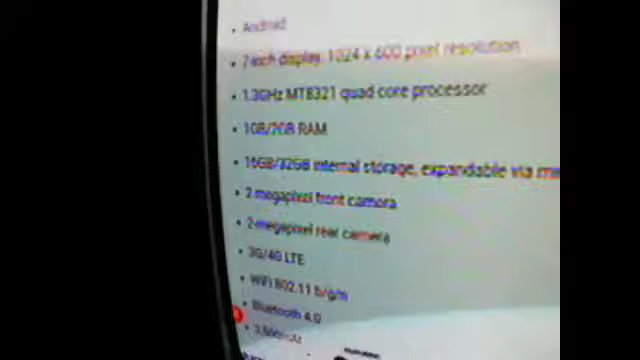 Android
7-inch display, 1024 x 600 pixel resolution
1.3GHz MT8321 quad core processor
1GB/2GB RAM
16GB/32GB internal storage, expandable via
2 megapixel front camera
2-megapixel rear camera
3G/4G LTE
WiFi 802.11 b/g/n
Bluetooth 4.0